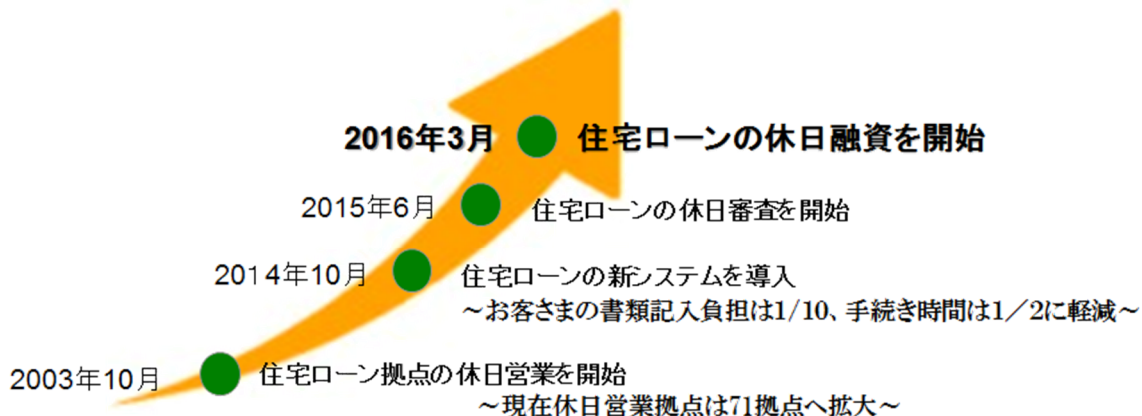 2016年3月 住宅ローンの休日融資を開始
2015年6月 住宅ローンの休日審査を開始
2014年10月 住宅ローンの新システムを導入
～お客さまの書類記入負担は1/10、手続き時間は1／2に軽減～
2003年10月 住宅ローン拠点の休日営業を開始
～現在休日営業拠点は71拠点へ拡大～